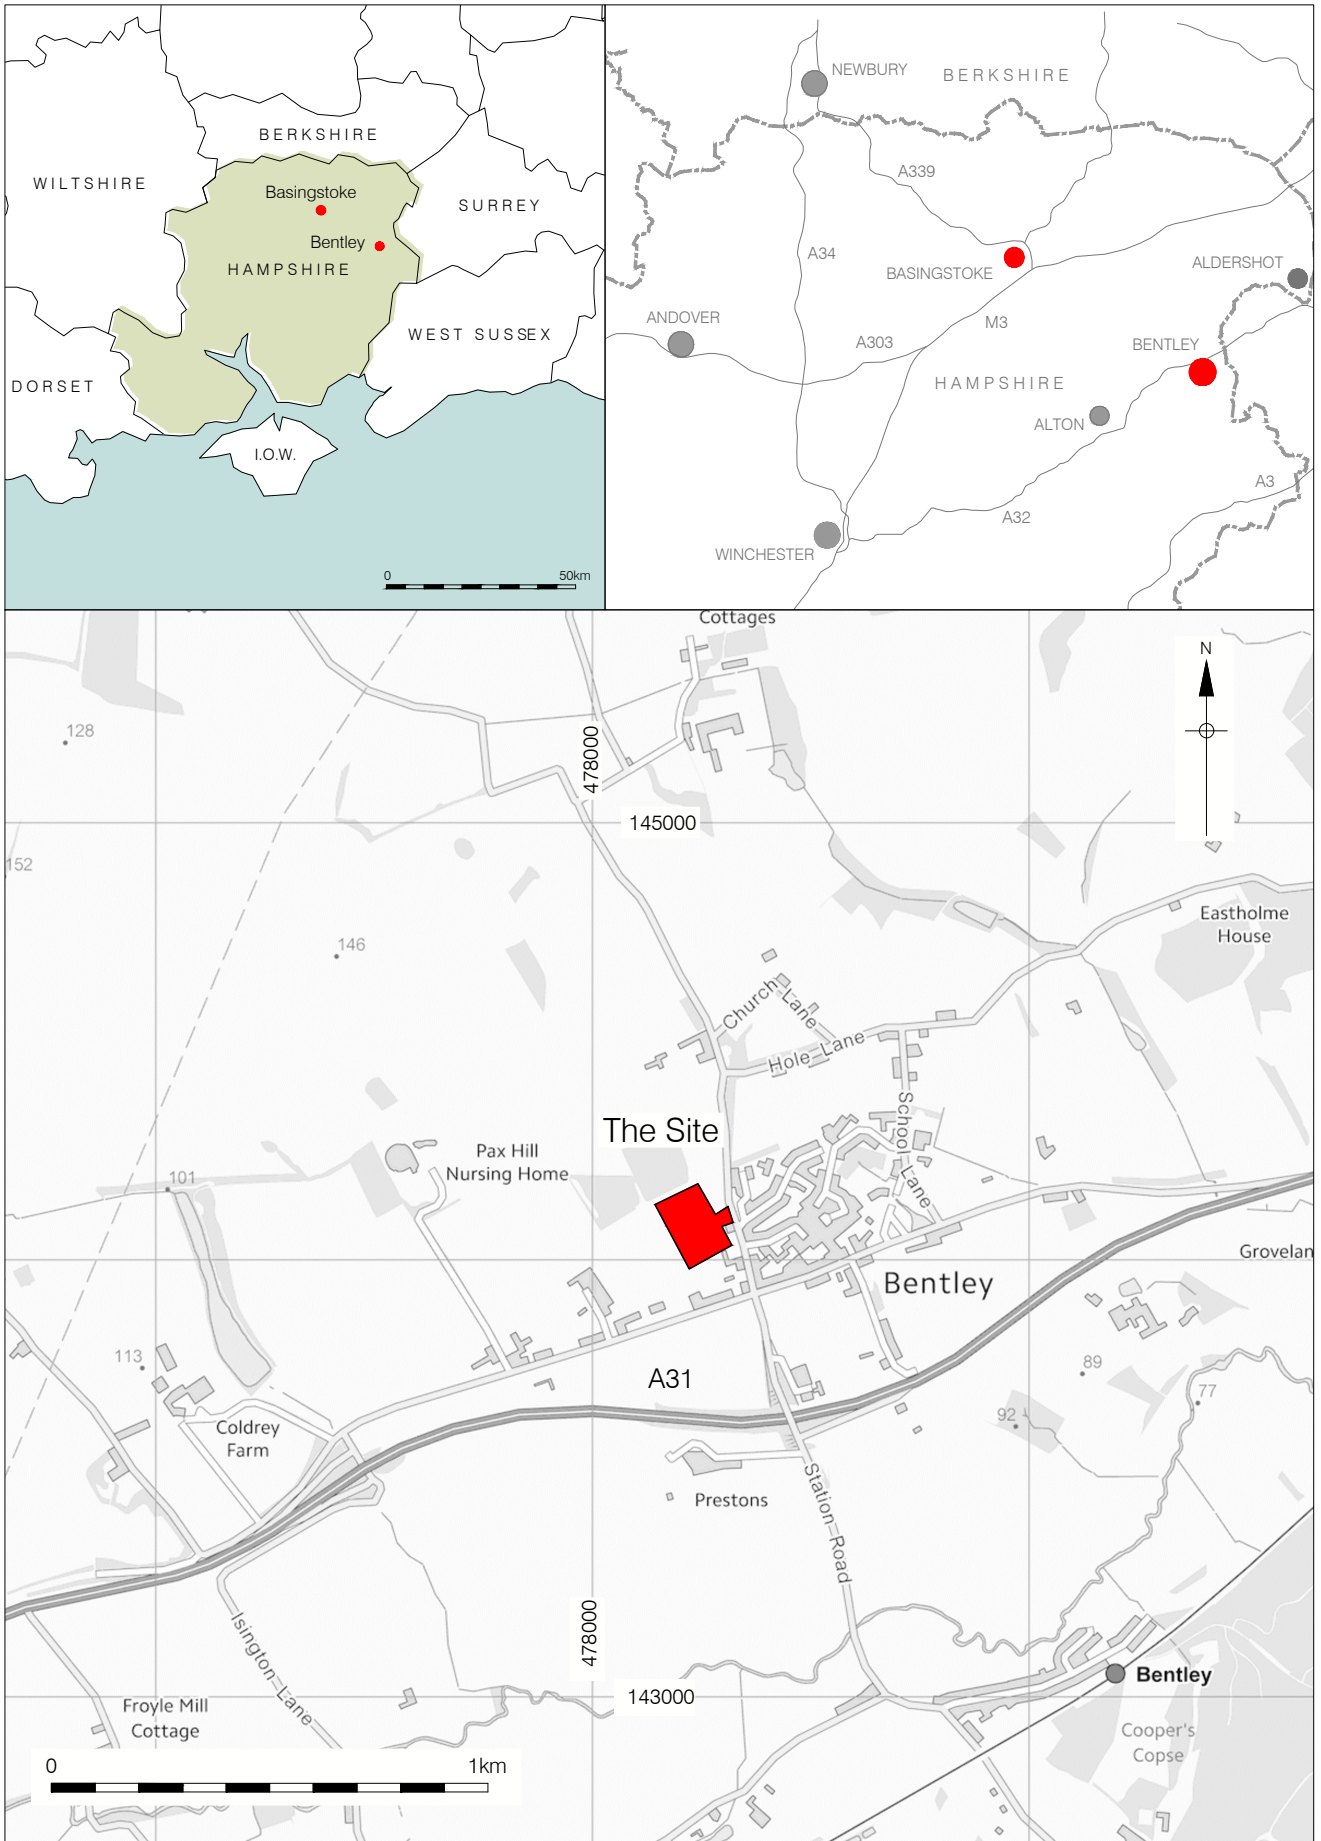 BERKSHIRE
WILTSHIRE
Basingstoke
SURREY
Bentley
HAMPSHIRE
WEST SUSSEX
DORSET
I.O.W.
0
50km
NEWBURY
BERKSHIRE
A339
A34
BASINGSTOKE
ALDERSHOT
ANDOVER
M3
A303
BENTLEY
HAMPSHIRE
ALTON
A3
A32
WINCHESTER
Cottages
N
128
478000
145000
152
Eastholme
House
146
Church Lane
Hole Lane
School Lane
The Site
Pax Hill
Nursing Home
101
Grovelan
Bentley
113
A31
89
77
92
Coldrey
Farm
Prestons
Station Road
Isington Lane
478000
143000
Bentley
Froyle Mill
Cottage
Cooper's
Copse
0
1km